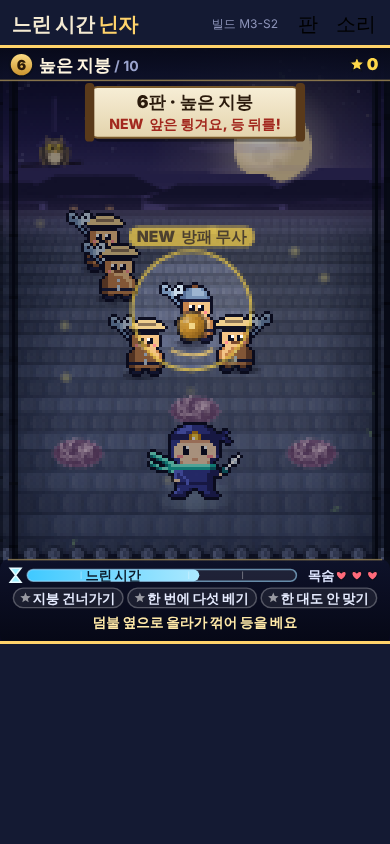 느린 시간 닌자 빌드 M3-S2 판 소리
6 높은 지붕 / 10 ★ 0
6판 · 높은 지붕
NEW 앞은 튕겨요, 등 뒤를!
NEW 방패 무사
느린 시간 목숨
★ 지붕 건너가기 ★ 한 번에 다섯 베기 ★ 한 대도 안 맞기
덤불 옆으로 올라가 꺾어 등을 베요